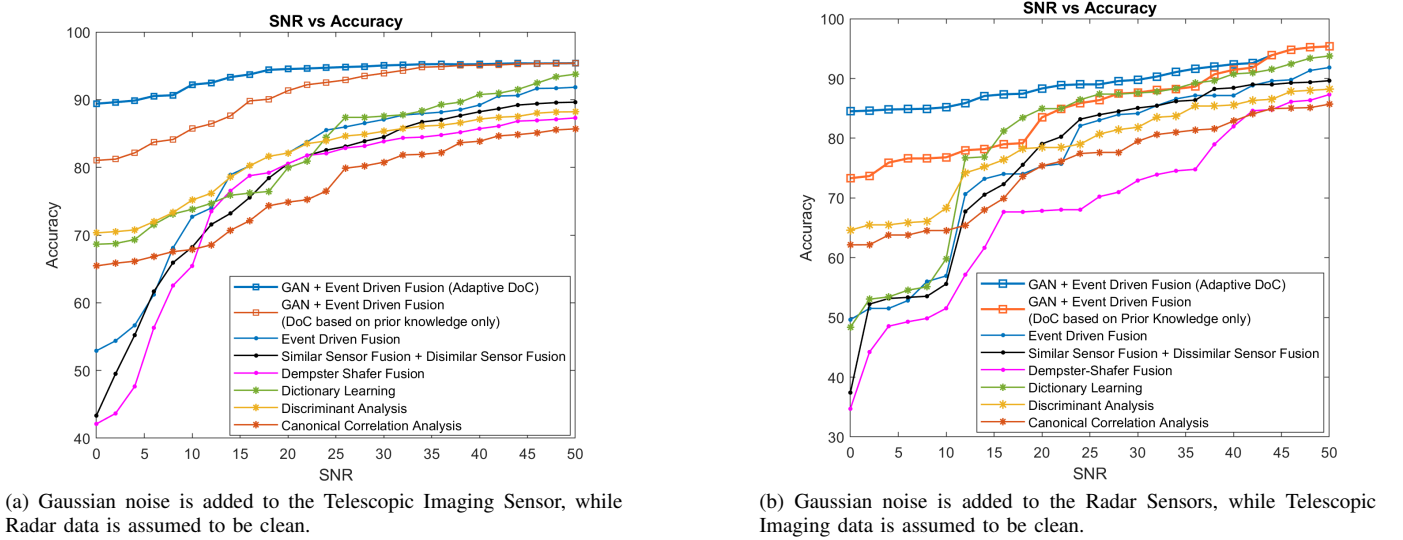 SNR vs Accuracy
100
90
80
70
60
50
40
Accuracy
0 5 10 15 20 25 30 35 40 45 50
SNR
GAN + Event Driven Fusion (Adaptive DoC)
GAN + Event Driven Fusion
(DoC based on prior knowledge only)
Event Driven Fusion
Similar Sensor Fusion + Disimilar Sensor Fusion
Dempster Shafer Fusion
Dictionary Learning
Discriminant Analysis
Canonical Correlation Analysis
(a) Gaussian noise is added to the Telescopic Imaging Sensor, while
Radar data is assumed to be clean.
SNR vs Accuracy
100
90
80
70
60
50
40
30
Accuracy
0 5 10 15 20 25 30 35 40 45 50
SNR
GAN + Event Driven Fusion (Adaptive DoC)
GAN + Event Driven Fusion
(DoC based on Prior Knowledge only)
Event Driven Fusion
Similar Sensor Fusion + Dissimilar Sensor Fusion
Dempster-Shafer Fusion
Dictionary Learning
Discriminant Analysis
Canonical Correlation Analysis
(b) Gaussian noise is added to the Radar Sensors, while Telescopic
Imaging data is assumed to be clean.